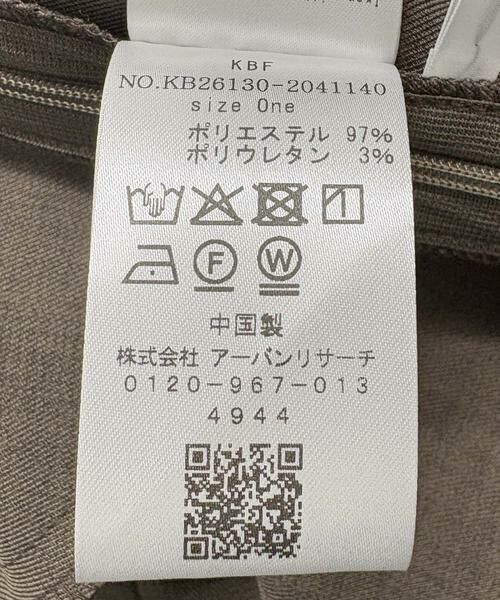 KBF
NO.KB26130-2041140
size One
ポリエステル 97%
ポリウレタン 3%
F W
中国製
株式会社 アーバンリサーチ
0120-967-013
4944